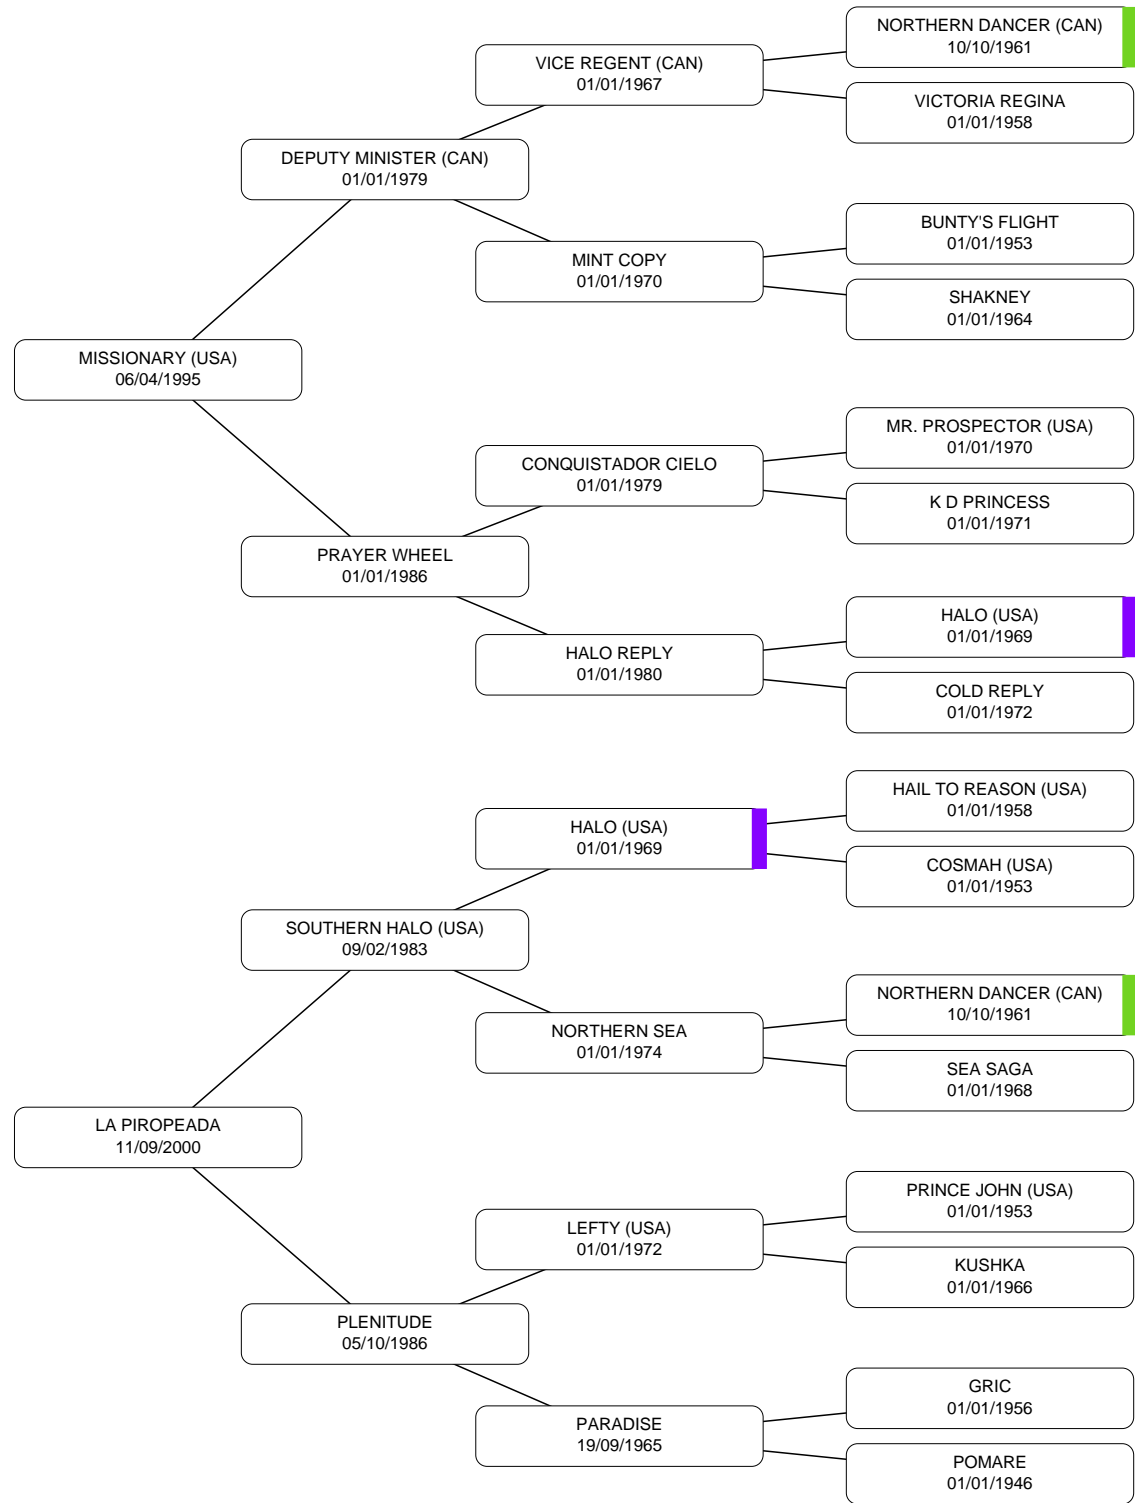 NORTHERN DANCER (CAN)
10/10/1961
VICE REGENT (CAN)
01/01/1967
VICTORIA REGINA
01/01/1958
DEPUTY MINISTER (CAN)
01/01/1979
BUNTY'S FLIGHT
01/01/1953
MINT COPY
01/01/1970
SHAKNEY
01/01/1964
MISSIONARY (USA)
06/04/1995
MR. PROSPECTOR (USA)
01/01/1970
CONQUISTADOR CIELO
01/01/1979
K D PRINCESS
01/01/1971
PRAYER WHEEL
01/01/1986
HALO (USA)
01/01/1969
HALO REPLY
01/01/1980
COLD REPLY
01/01/1972
HAIL TO REASON (USA)
01/01/1958
HALO (USA)
01/01/1969
COSMAH (USA)
01/01/1953
SOUTHERN HALO (USA)
09/02/1983
NORTHERN DANCER (CAN)
10/10/1961
NORTHERN SEA
01/01/1974
SEA SAGA
01/01/1968
LA PIROPEADA
11/09/2000
PRINCE JOHN (USA)
01/01/1953
LEFTY (USA)
01/01/1972
KUSHKA
01/01/1966
PLENITUDE
05/10/1986
GRIC
01/01/1956
PARADISE
19/09/1965
POMARE
01/01/1946